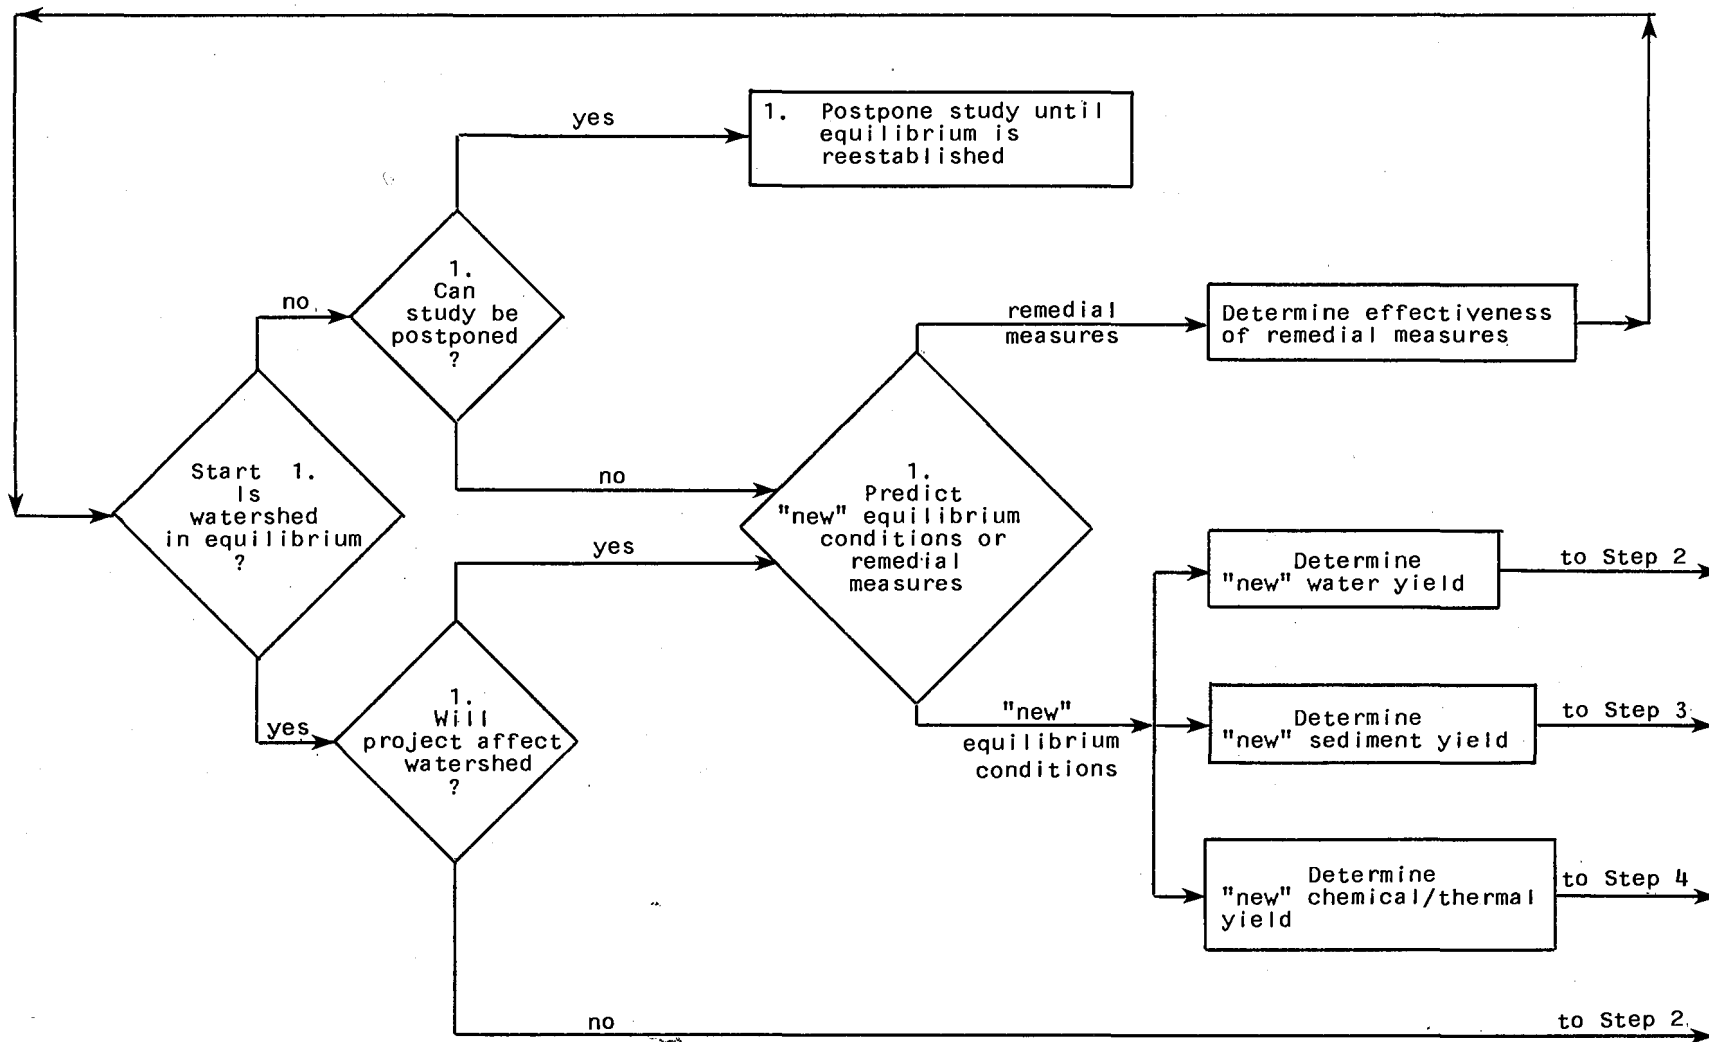 yes
1. Postpone study until
equilibrium is
reestablished
1.
Can
study be
postponed
?
no
remedial
measures
Determine effectiveness
of remedial measures
Start 1.
Is
watershed
in equilibrium
?
no
1.
Predict
"new" equilibrium
conditions or
remedial
measures
yes
Determine
"new" water yield
to Step 2
yes
1.
Will
project affect
watershed
?
"new"
equilibrium
conditions
Determine
"new" sediment yield
to Step 3
Determine
"new" chemical/thermal
yield
to Step 4
no
to Step 2